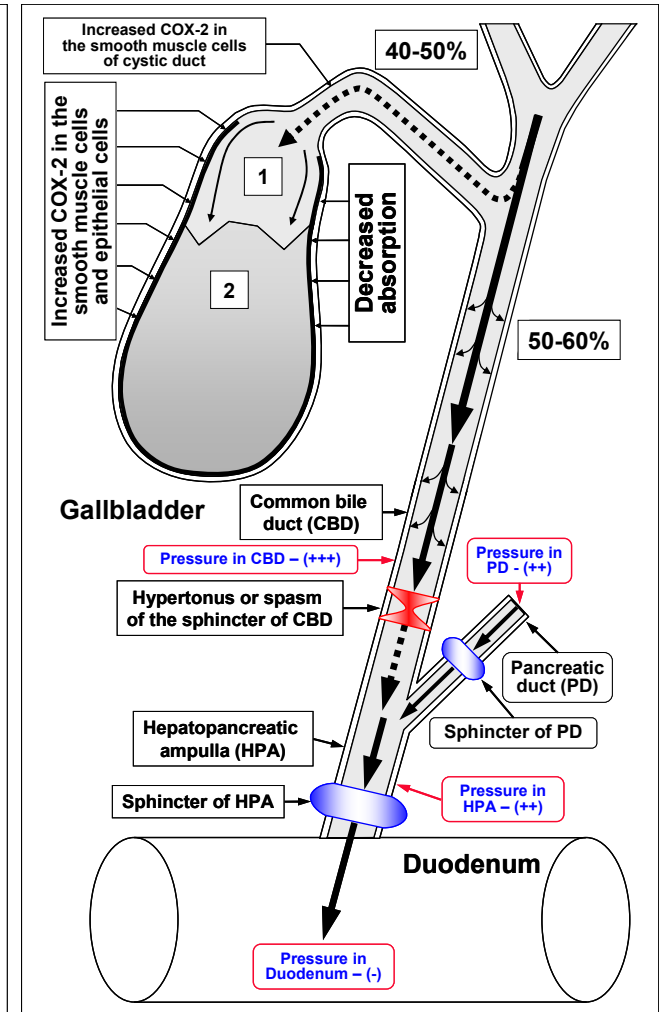 Increased COX-2 in
the smooth muscle cells
of cystic duct
40-50%
Increased COX-2 in the
smooth muscle cells
and epithelial cells
1
Decreased
absorption
2
50-60%
Gallbladder
Common bile
duct (CBD)
Pressure in CBD – (+++)
Pressure in
PD - (++)
Hypertonus or spasm
of the sphincter of CBD
Pancreatic
duct (PD)
Sphincter of PD
Hepatopancreatic
ampulla (HPA)
Pressure in
HPA – (++)
Sphincter of HPA
Duodenum
Pressure in
Duodenum – (-)